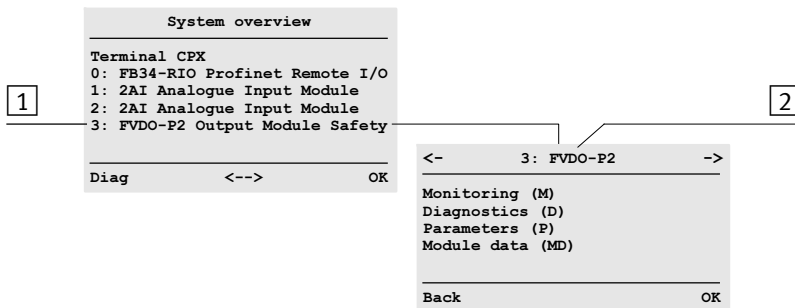 System overview
Terminal CPX
0: FB34-RIO Profinet Remote I/O
1: 2AI Analogue Input Module
2: 2AI Analogue Input Module
3: FVDO-P2 Output Module Safety
Diag <--> OK
1
2
<- 3: FVDO-P2 ->
Monitoring (M)
Diagnostics (D)
Parameters (P)
Module data (MD)
Back OK